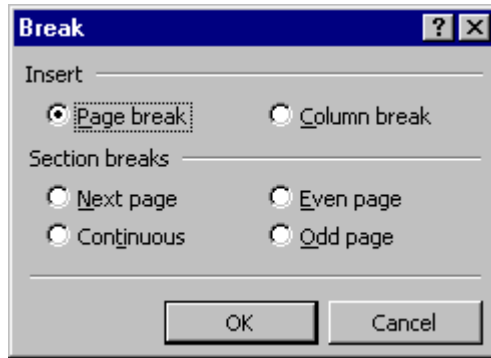 Break
Insert
Page break Column break
Section breaks
Next page Even page
Continuous Odd page
OK Cancel